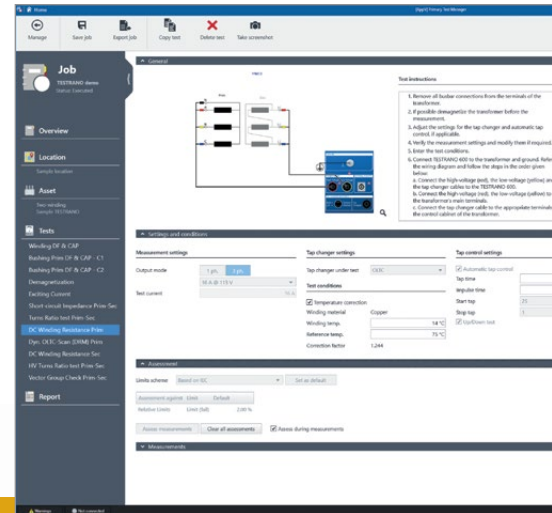 Home
[App1] Primary Test Manager
Manage
Save job
Export job
Copy test
Delete test
Take screenshot
Job
TESTRANO demo
Status: Executed
Overview
Location
Sample location
Asset
Two-winding
Sample TESTRANO
Tests
Winding DF & CAP
Bushing Prim DF & CAP - C1
Bushing Prim DF & CAP - C2
Demagnetization
Exciting Current
Short-circuit Impedance Prim-Sec
Turns Ratio test Prim-Sec
DC Winding Resistance Prim
Dyn. OLTC-Scan (DRM) Prim
DC Winding Resistance Sec
HV Turns Ratio test Prim-Sec
Vector Group Check Prim-Sec
Report
General
Test instructions
1. Remove all busbar connections from the terminals of the
transformer.
2. If possible demagnetize the transformer before the
measurement.
3. Adjust the settings for the tap changer and automatic tap
control, if applicable.
4. Verify the measurement settings and modify them if required.
5. Enter the test conditions.
6. Connect TESTRANO 600 to the transformer and ground. Refer
the wiring diagram and follow the steps in the order given
below:
a. Connect the high-voltage (red), the low-voltage (yellow) an
the tap changer cables to the TESTRANO 600.
b. Connect the high-voltage (red), the low-voltage (yellow) to
the transformer's main terminals.
c. Connect the tap changer cable to the appropriate terminals
the control cabinet of the transformer.
Settings and conditions
Measurement settings
Output mode
1 ph.
3 ph.
16 A @ 115 V
Test current
16 A
Tap changer settings
Tap changer under test
OLTC
Test conditions
Temperature correction
Winding material
Copper
Winding temp.
14 °C
Reference temp.
75 °C
Correction factor
1.244
Tap control settings
Automatic tap control
Tap time
Impulse time
Start tap
25
Stop tap
1
Up/Down test
Assessment
Limits scheme
Based on IEC
Set as default
Assessment against
Limit
Default
Relative Limits
Limit (fail)
2.00 %
Assess measurements
Clear all assessments
Assess during measurements
Measurements
Warnings
Not connected